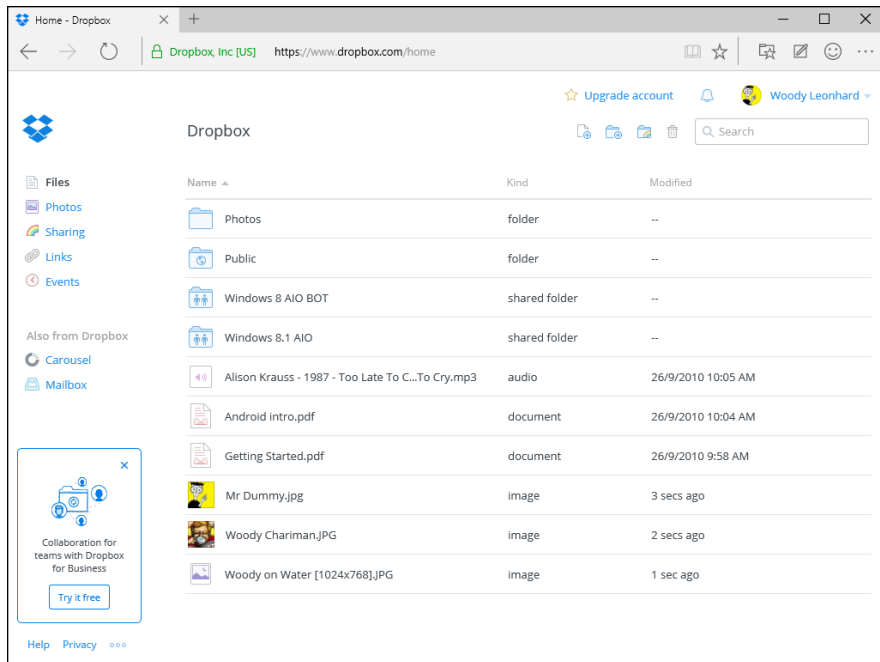 Home - Dropbox
Dropbox, Inc [US] https://www.dropbox.com/home
Upgrade account Woody Leonhard
Dropbox Search
Files
Photos
Sharing
Links
Events
Also from Dropbox
Carousel
Mailbox
Name Kind Modified
Photos folder --
Public folder --
Windows 8 AIO BOT shared folder --
Windows 8.1 AIO shared folder --
Alison Krauss - 1987 - Too Late To C...To Cry.mp3 audio 26/9/2010 10:05 AM
Android intro.pdf document 26/9/2010 10:04 AM
Getting Started.pdf document 26/9/2010 9:58 AM
Mr Dummy.jpg image 3 secs ago
Woody Chariman.JPG image 2 secs ago
Woody on Water [1024x768].JPG image 1 sec ago
Collaboration for
teams with Dropbox
for Business
Try it free
Help Privacy